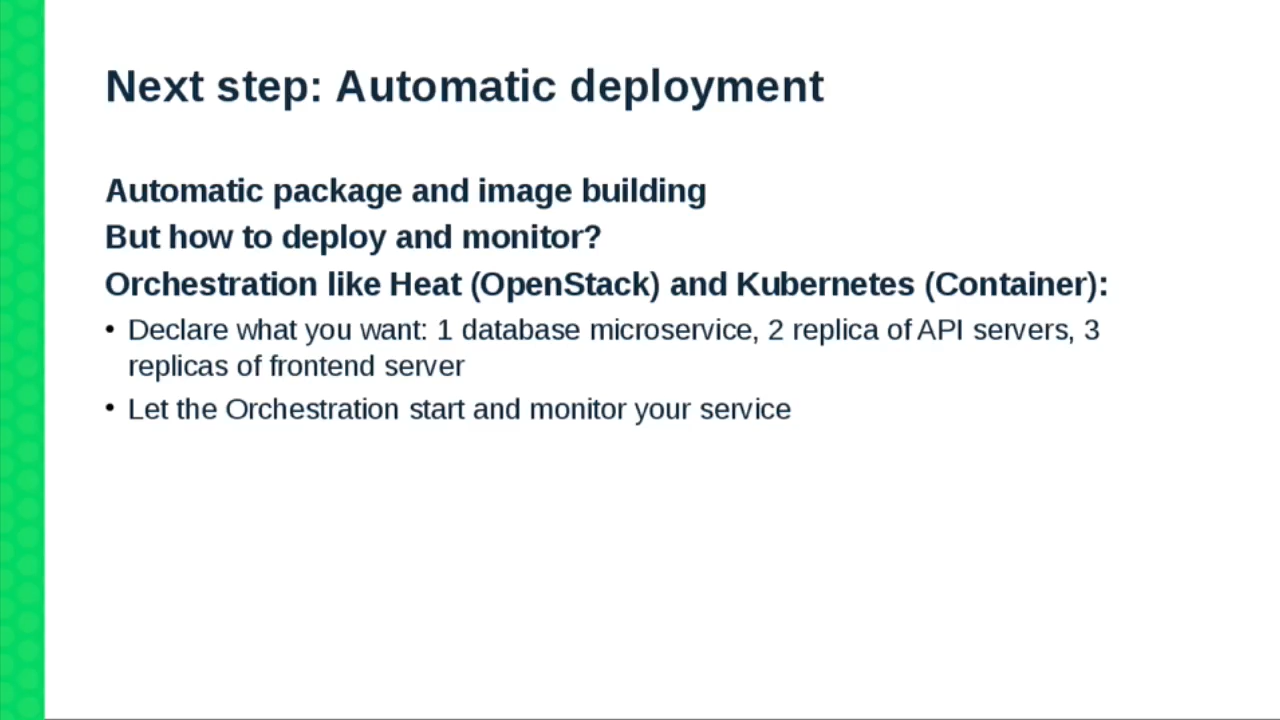 Next step: Automatic deployment
Automatic package and image building
But how to deploy and monitor?
Orchestration like Heat (OpenStack) and Kubernetes (Container):
• Declare what you want: 1 database microservice, 2 replica of API servers, 3
replicas of frontend server
• Let the Orchestration start and monitor your service